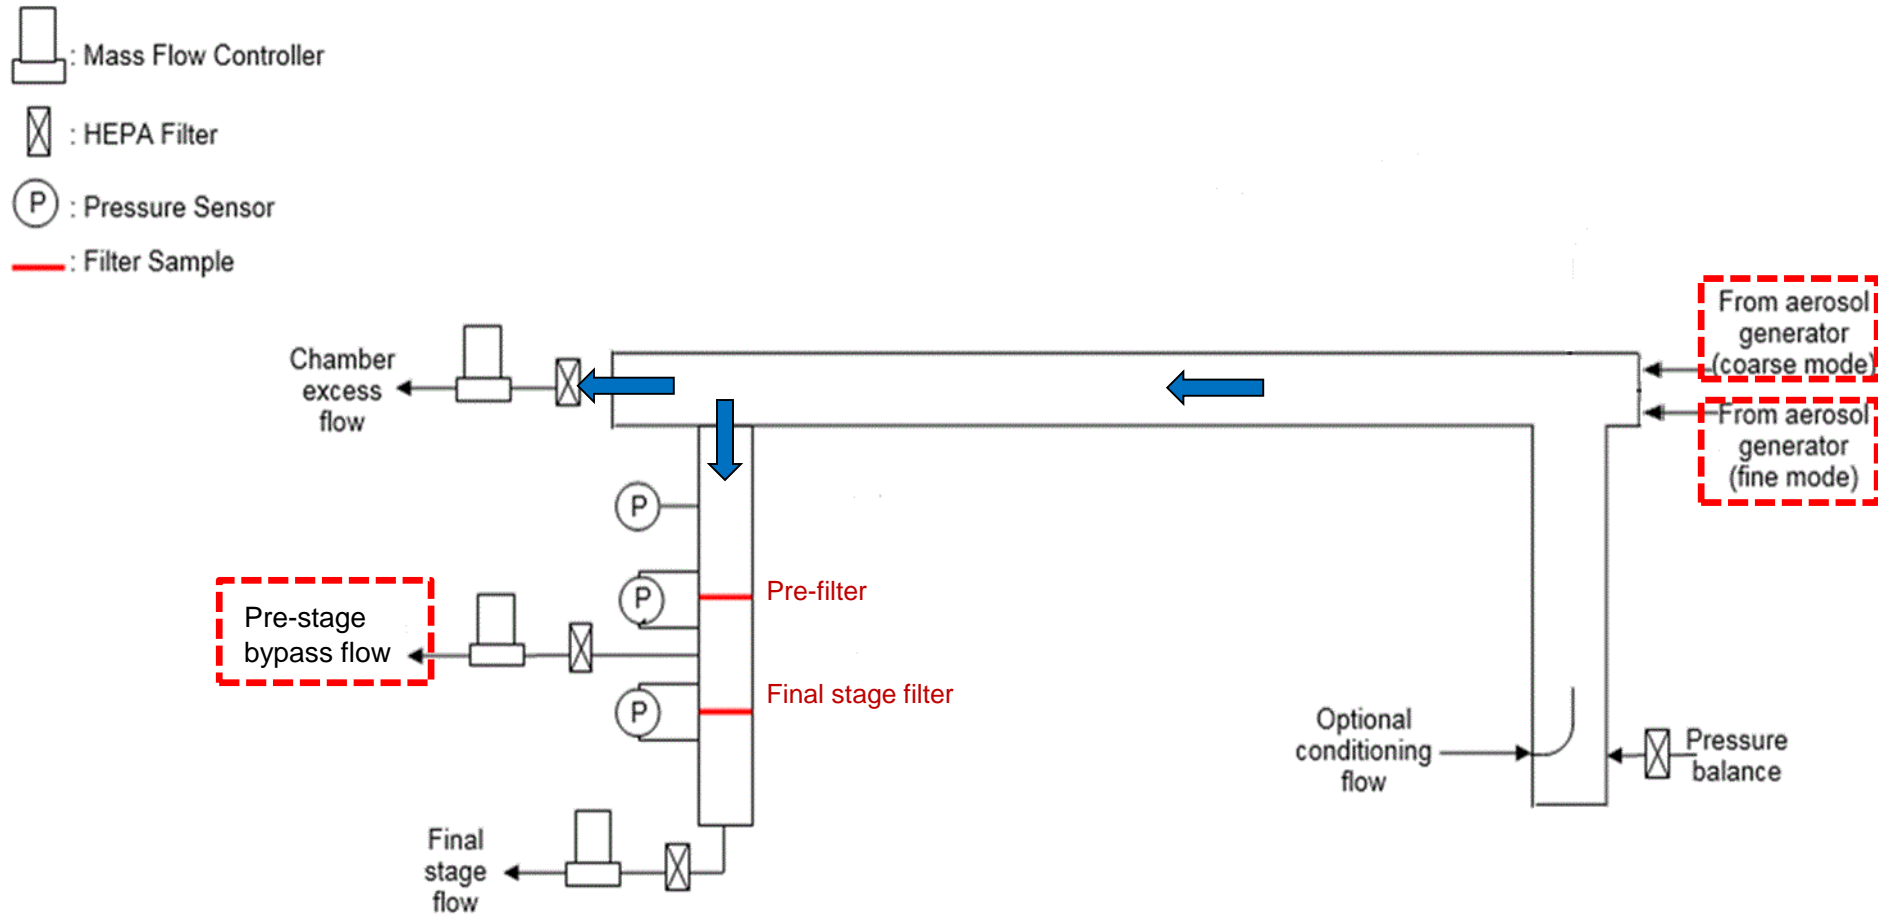 : Mass Flow Controller
: HEPA Filter
P : Pressure Sensor
: Filter Sample
Chamber
excess
flow
From aerosol
generator
(coarse mode)
From aerosol
generator
(fine mode)
P
P
Pre-filter
Pre-stage
bypass flow
Final stage filter
P
Optional
conditioning
flow
Pressure
balance
Final
stage
flow